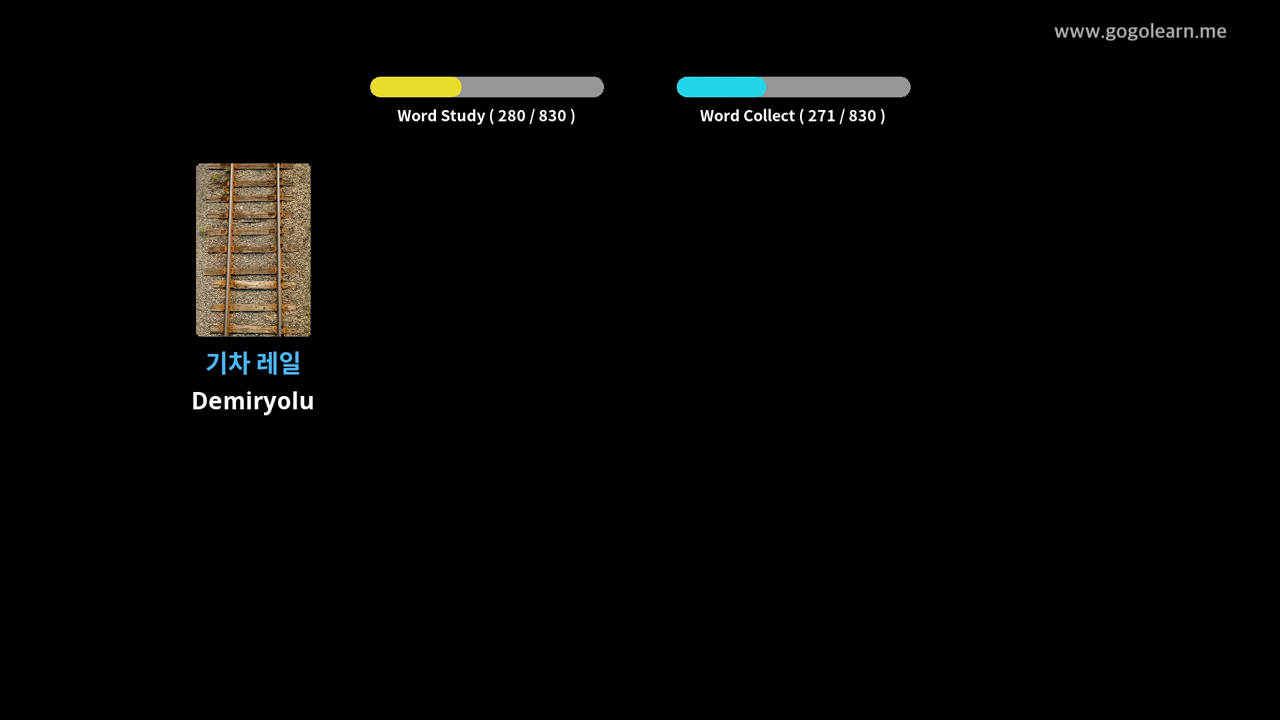 www.gogolearn.me
Word Study ( 280 / 830 )
Word Collect ( 271 / 830 )
기차 레일
Demiryolu